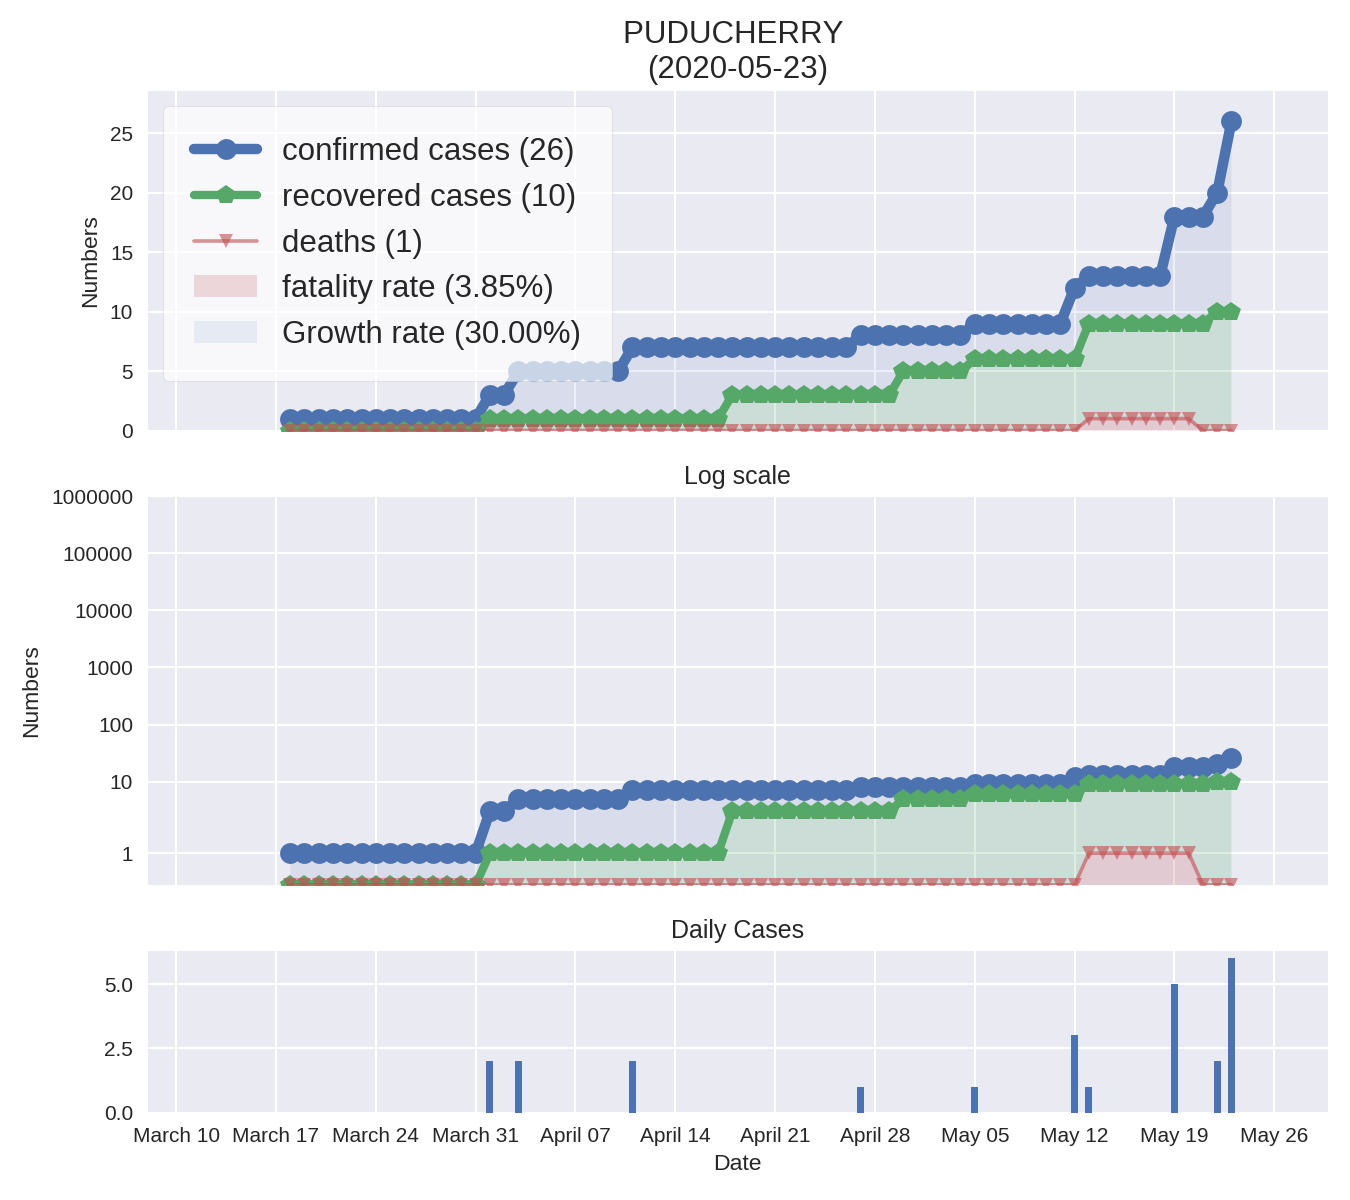 PUDUCHERRY
(2020-05-23)
25
20
15
10
5
0
Numbers
confirmed cases (26)
recovered cases (10)
deaths (1)
fatality rate (3.85%)
Growth rate (30.00%)
Log scale
1000000
100000
10000
1000
100
10
1
Numbers
Daily Cases
5.0
2.5
0.0
March 10 March 17 March 24 March 31 April 07 April 14 April 21 April 28 May 05 May 12 May 19 May 26
Date